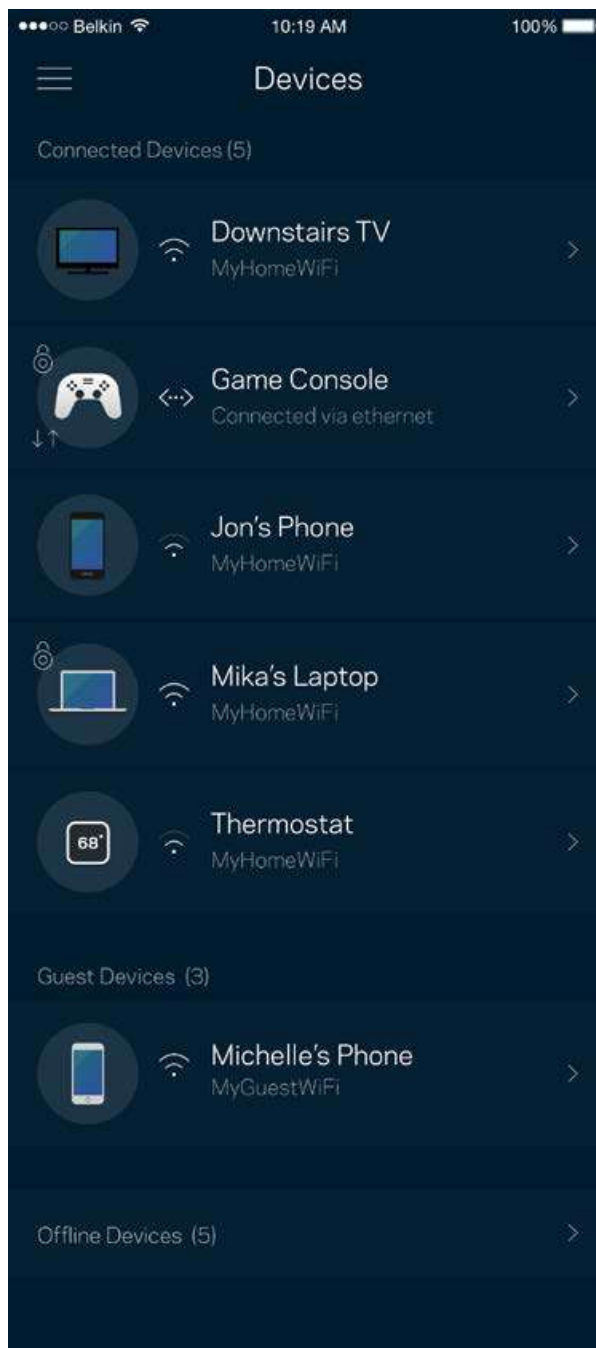 Belkin 10:19 AM 100%
Devices
Connected Devices (5)
Downstairs TV
MyHomeWiFi
Game Console
Connected via ethernet
Jon's Phone
MyHomeWiFi
Mika's Laptop
MyHomeWiFi
68°
Thermostat
MyHomeWiFi
Guest Devices (3)
Michelle's Phone
MyGuestWiFi
Offline Devices (5)